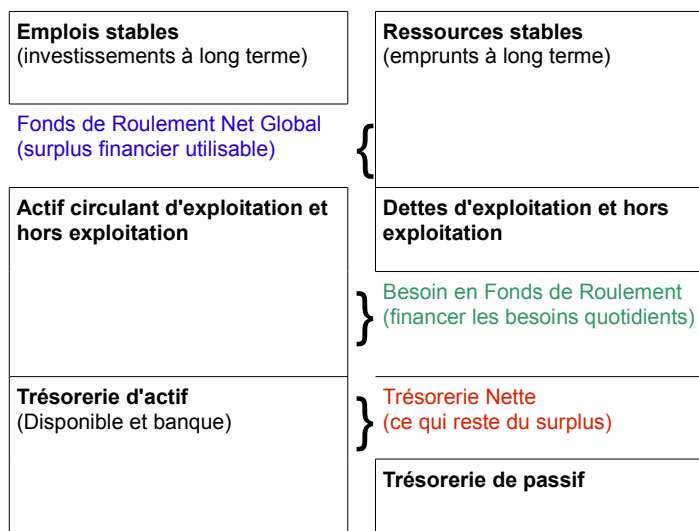 Emplois stables
(investissements à long terme)
Ressources stables
(emprunts à long terme)
Fonds de Roulement Net Global
(surplus financier utilisable)
{
Actif circulant d'exploitation et
hors exploitation
Dettes d'exploitation et hors
exploitation
}
Besoin en Fonds de Roulement
(financer les besoins quotidients)
Trésorerie d'actif
(Disponible et banque)
}
Trésorerie Nette
(ce qui reste du surplus)
Trésorerie de passif